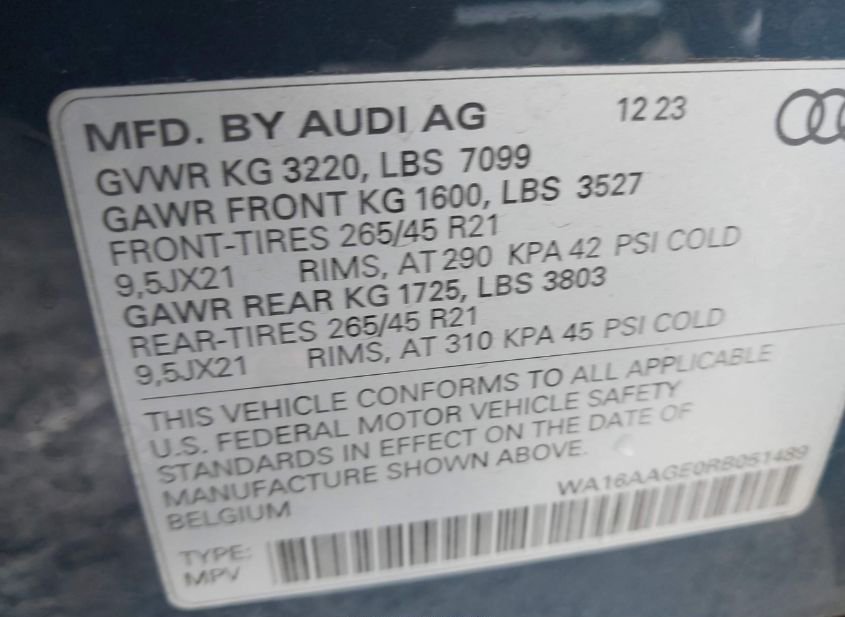 MFD. BY AUDI AG 12 23
GVWR KG 3220, LBS 7099
GAWR FRONT KG 1600, LBS 3527
FRONT-TIRES 265/45 R21
9,5JX21 RIMS, AT 290 KPA 42 PSI COLD
GAWR REAR KG 1725, LBS 3803
REAR-TIRES 265/45 R21
9,5JX21 RIMS, AT 310 KPA 45 PSI COLD
THIS VEHICLE CONFORMS TO ALL APPLICABLE
U.S. FEDERAL MOTOR VEHICLE SAFETY
STANDARDS IN EFFECT ON THE DATE OF
MANUFACTURE SHOWN ABOVE.
BELGIUM WA16AAGE0RB051489
TYPE:
MPV